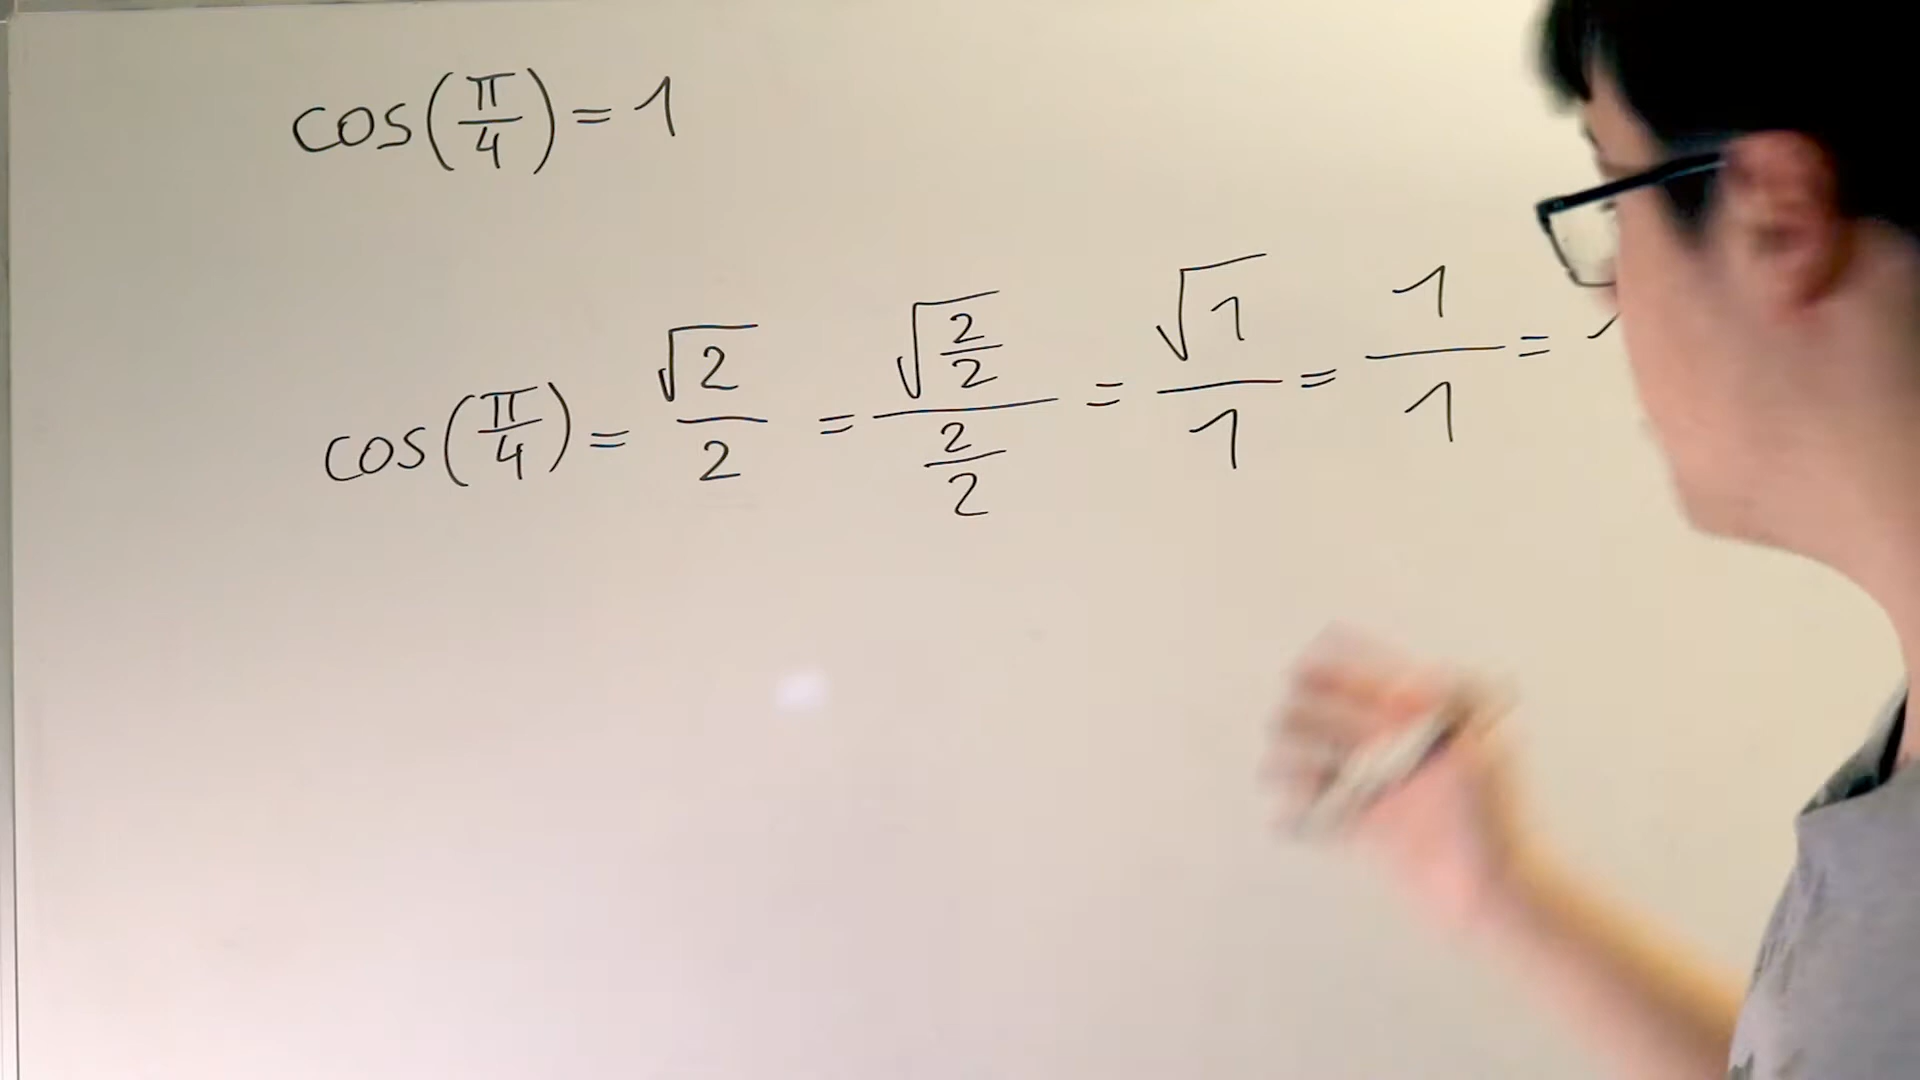 cos(π/4) = 1
cos(π/4) = √2/2 = √(2/2)/(2/2) = √1/1 = 1/1 =